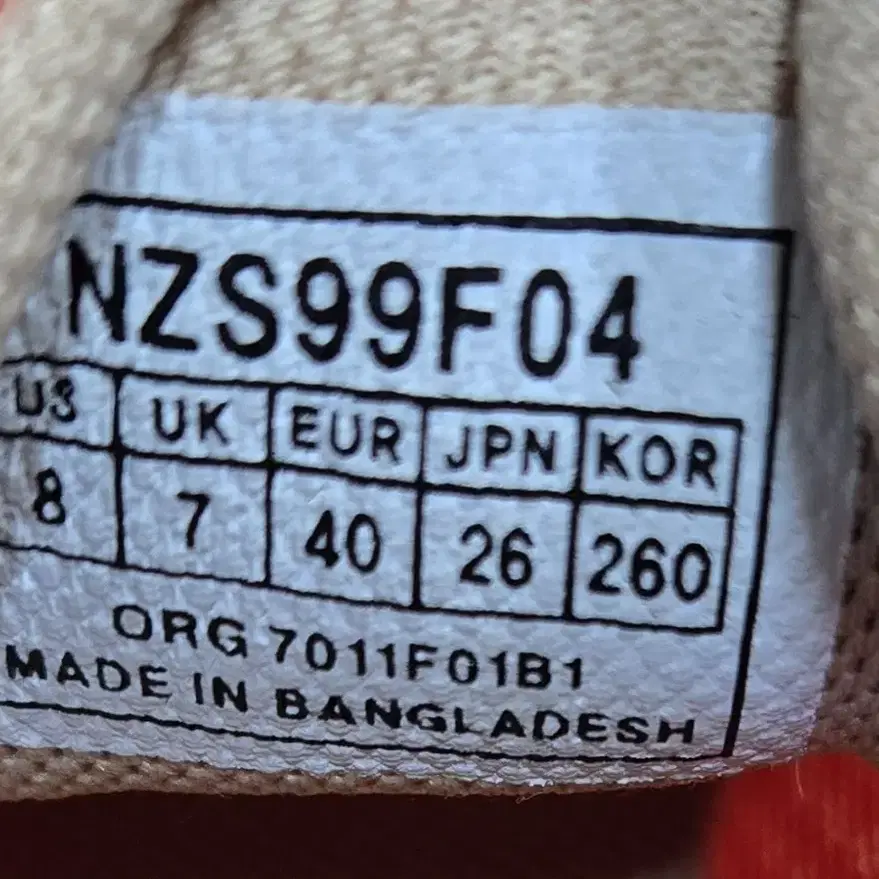 NZS99F04
US UK EUR JPN KOR
8 7 40 26 260
ORG 7011F01B1
MADE IN BANGLADESH